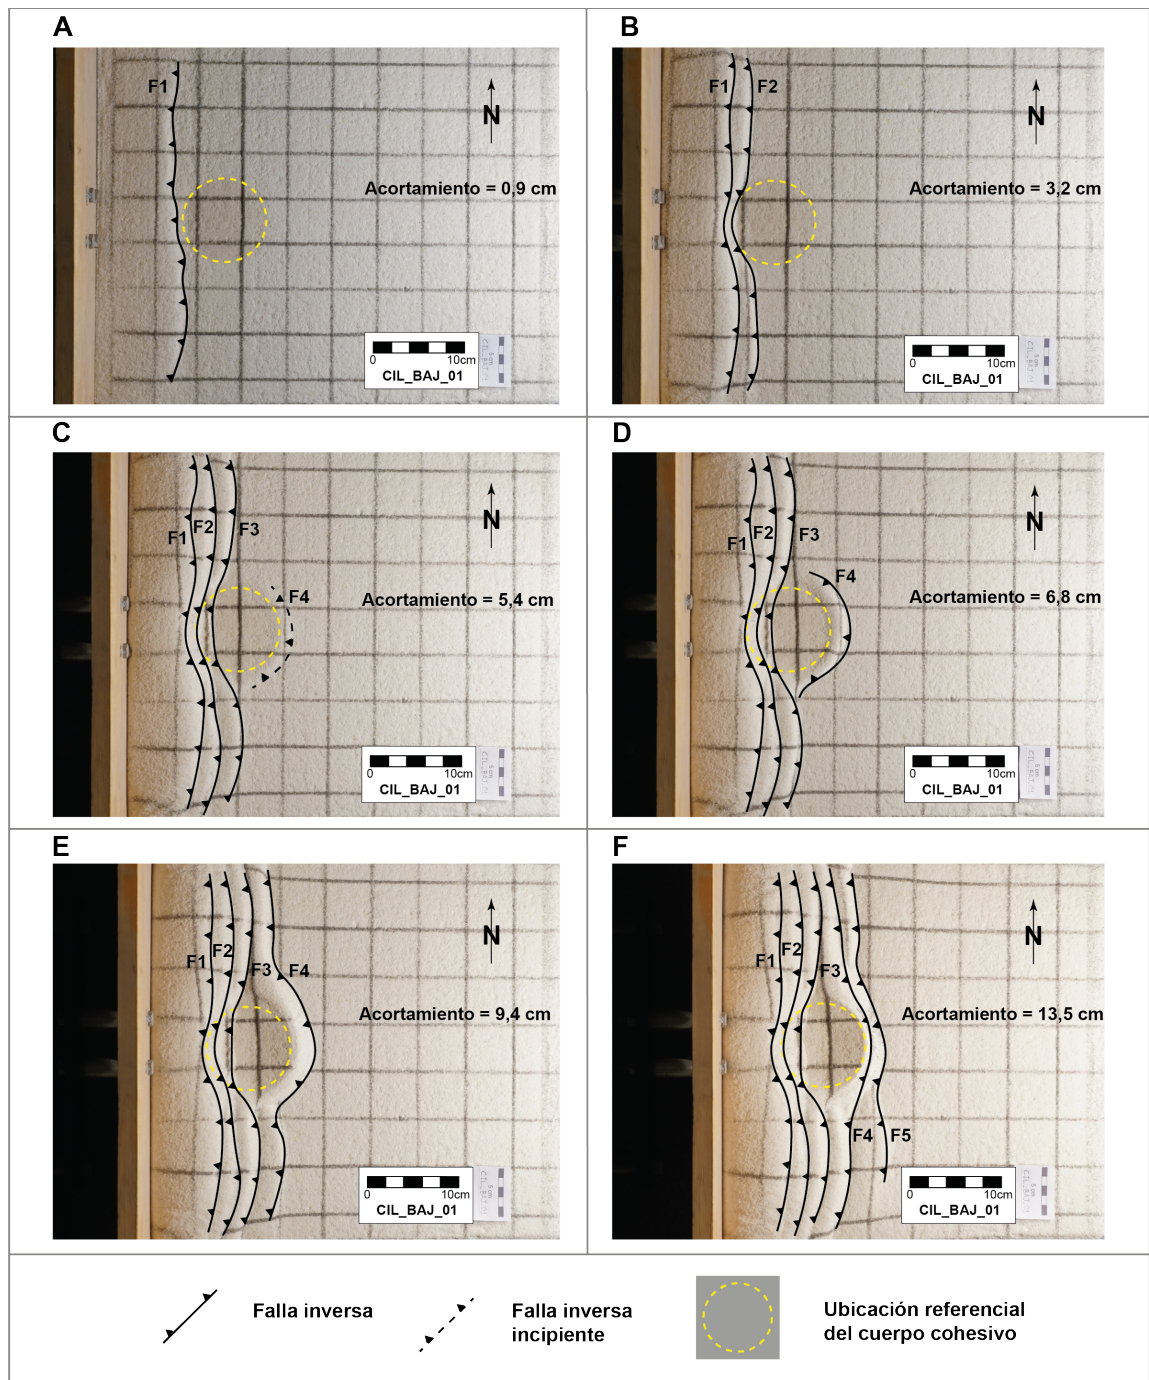 A
F1
N
Acortamiento = 0,9 cm
0 10cm
CIL_BAJ_01
B
F1 F2
N
Acortamiento = 3,2 cm
0 10cm
CIL_BAJ_01
C
F1 F2 F3
N
F4
Acortamiento = 5,4 cm
0 10cm
CIL_BAJ_01
D
F1 F2 F3
N
F4
Acortamiento = 6,8 cm
0 10cm
CIL_BAJ_01
E
F1 F2 F3 F4
N
Acortamiento = 9,4 cm
0 10cm
CIL_BAJ_01
F
F1 F2 F3
N
Acortamiento = 13,5 cm
F4 F5
0 10cm
CIL_BAJ_01
Falla inversa
Falla inversa
incipiente
Ubicación referencial
del cuerpo cohesivo